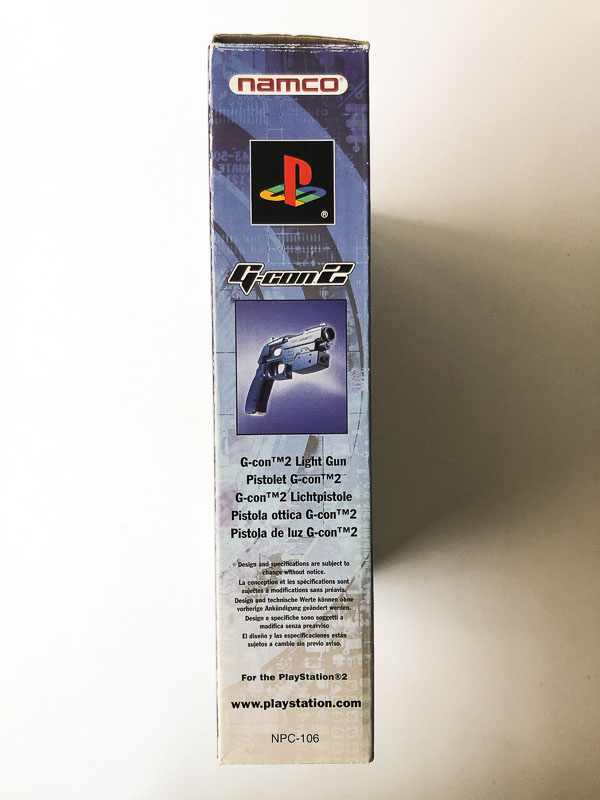 namco®
®
G-con 2
G-con™2 Light Gun
Pistolet G-con™2
G-con™2 Lichtpistole
Pistola ottica G-con™2
Pistola de luz G-con™2
Design and specifications are subject to
change without notice.
La conception et les spécifications sont
sujettes à modifications sans préavis.
Design und technische Werte können ohne
vorherige Ankündigung geändert werden.
Design e specifiche sono soggetti a
madifica senza preavviso
El diseño y las especificaciones están
sujetos a cambio sin previo aviso.
For the PlayStation®2
www.playstation.com
NPC-106